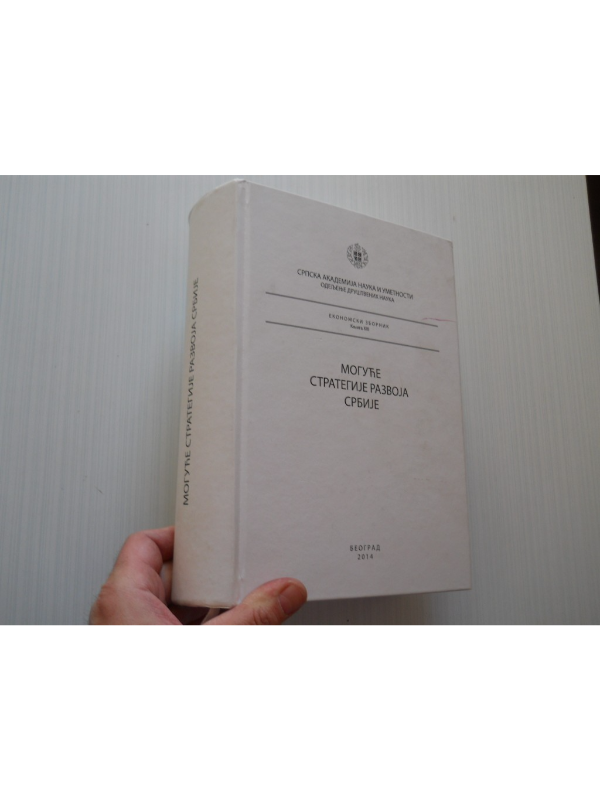 МОГУЋЕ СТРАТЕГИЈЕ РАЗВОЈА СРБИЈЕ
СРПСКА АКАДЕМИЈА НАУКА И УМЕТНОСТИ
ОДЕЉЕЊЕ ДРУШТВЕНИХ НАУКА
ЕКОНОМСКИ ЗБОРНИК
Књига
МОГУЋЕ
СТРАТЕГИЈЕ РАЗВОЈА
СРБИЈЕ
БЕОГРАД
2014